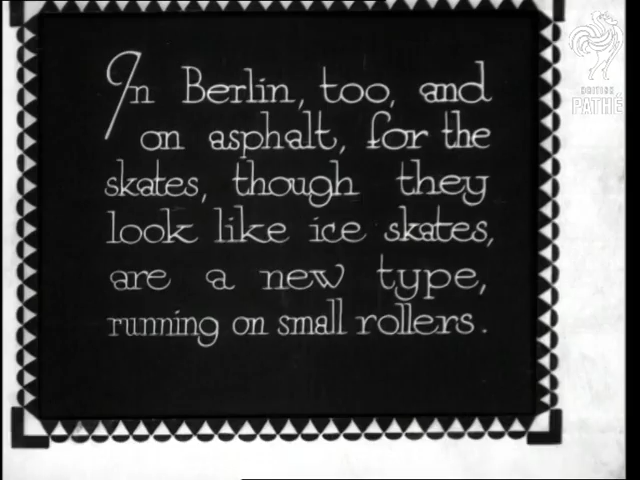 In Berlin, too, and
on asphalt, for the
skates, though they
look like ice skates,
are a new type,
running on small rollers.
BRITISH
PATHÉ